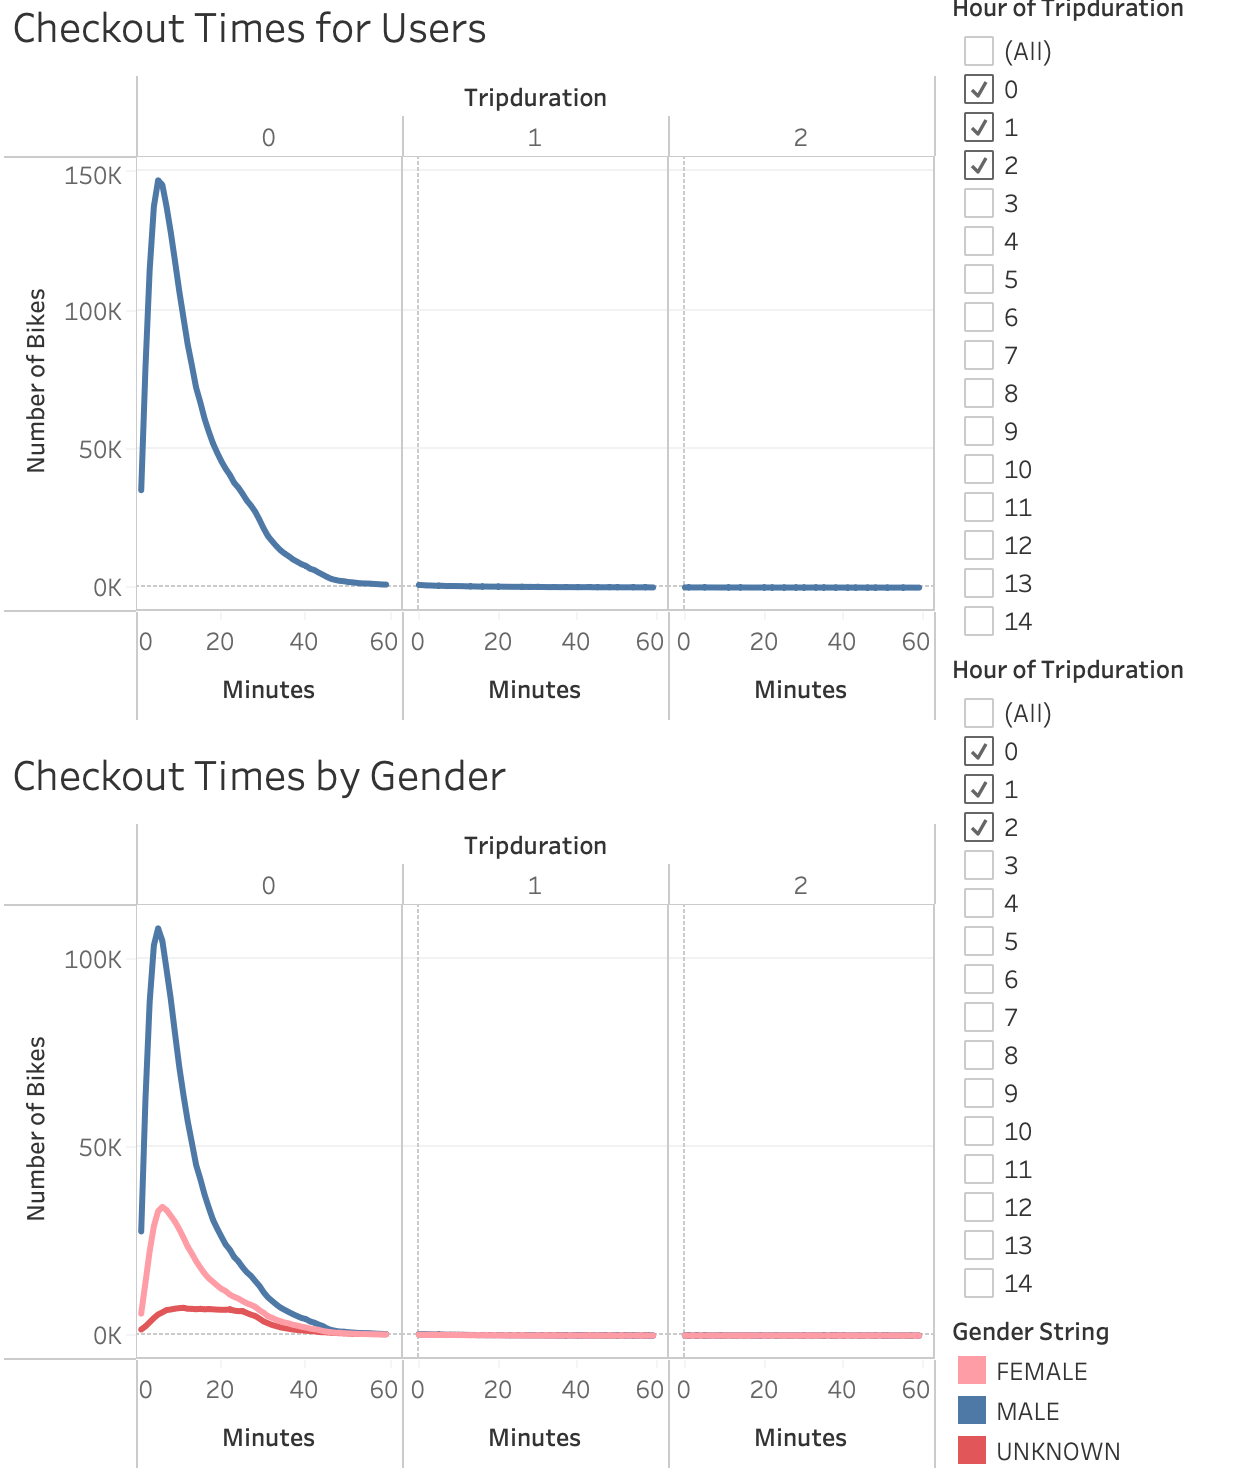 Checkout Times for Users
Tripduration
0 1 2
150K
100K
50K
0K
Number of Bikes
0 20 40 60 0 20 40 60 0 20 40 60
Minutes Minutes Minutes
Checkout Times by Gender
Tripduration
0 1 2
100K
50K
0K
Number of Bikes
0 20 40 60 0 20 40 60 0 20 40 60
Minutes Minutes Minutes
Hour of Tripduration
(All)
0
1
2
3
4
5
6
7
8
9
10
11
12
13
14
Hour of Tripduration
(All)
0
1
2
3
4
5
6
7
8
9
10
11
12
13
14
Gender String
FEMALE
MALE
UNKNOWN